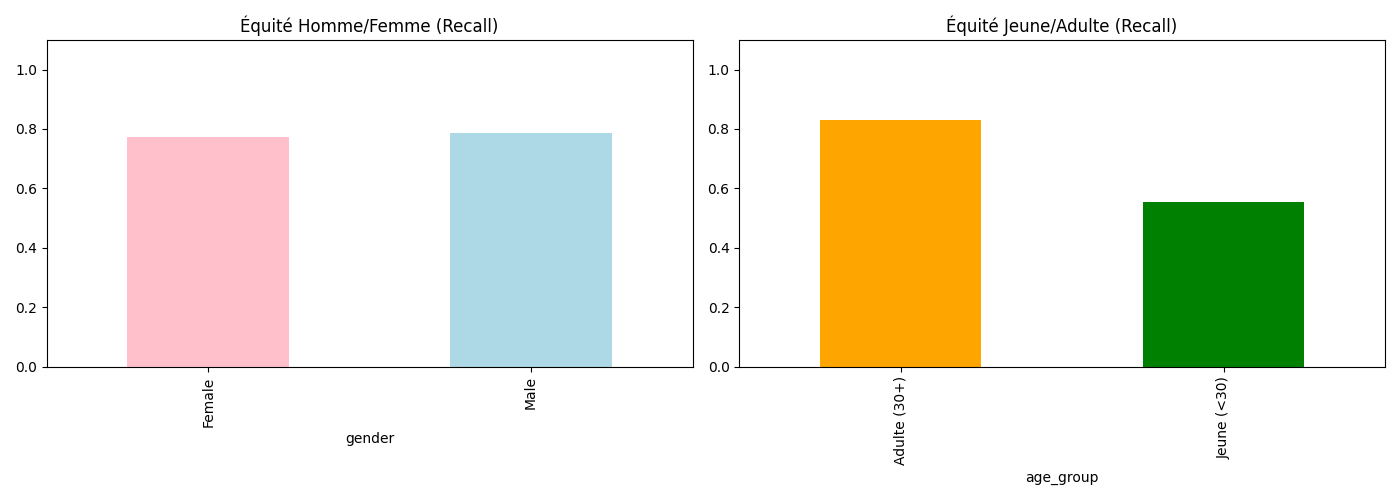 Équité Homme/Femme (Recall)
1.0
0.8
0.6
0.4
0.2
0.0
Female
Male
gender
Équité Jeune/Adulte (Recall)
1.0
0.8
0.6
0.4
0.2
0.0
Adulte (30+)
Jeune (<30)
age_group